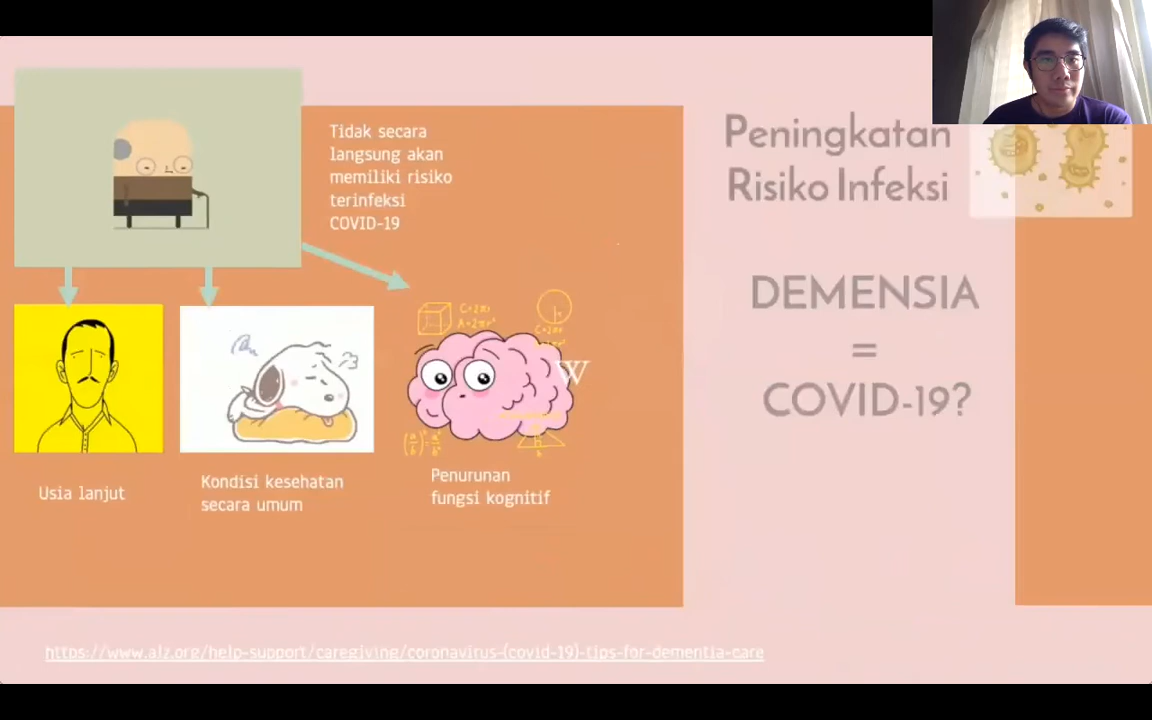 Tidak secara
langsung akan
memiliki risiko
terinfeksi
COVID-19
Peningkatan
Risiko Infeksi
DEMENSIA
=
COVID-19?
C=2πr
A=2πr²
W
Usia lanjut
Kondisi kesehatan
secara umum
Penurunan
fungsi kognitif
https://www.alz.org/help-support/caregiving/coronavirus-(covid-19)-tips-for-dementia-care